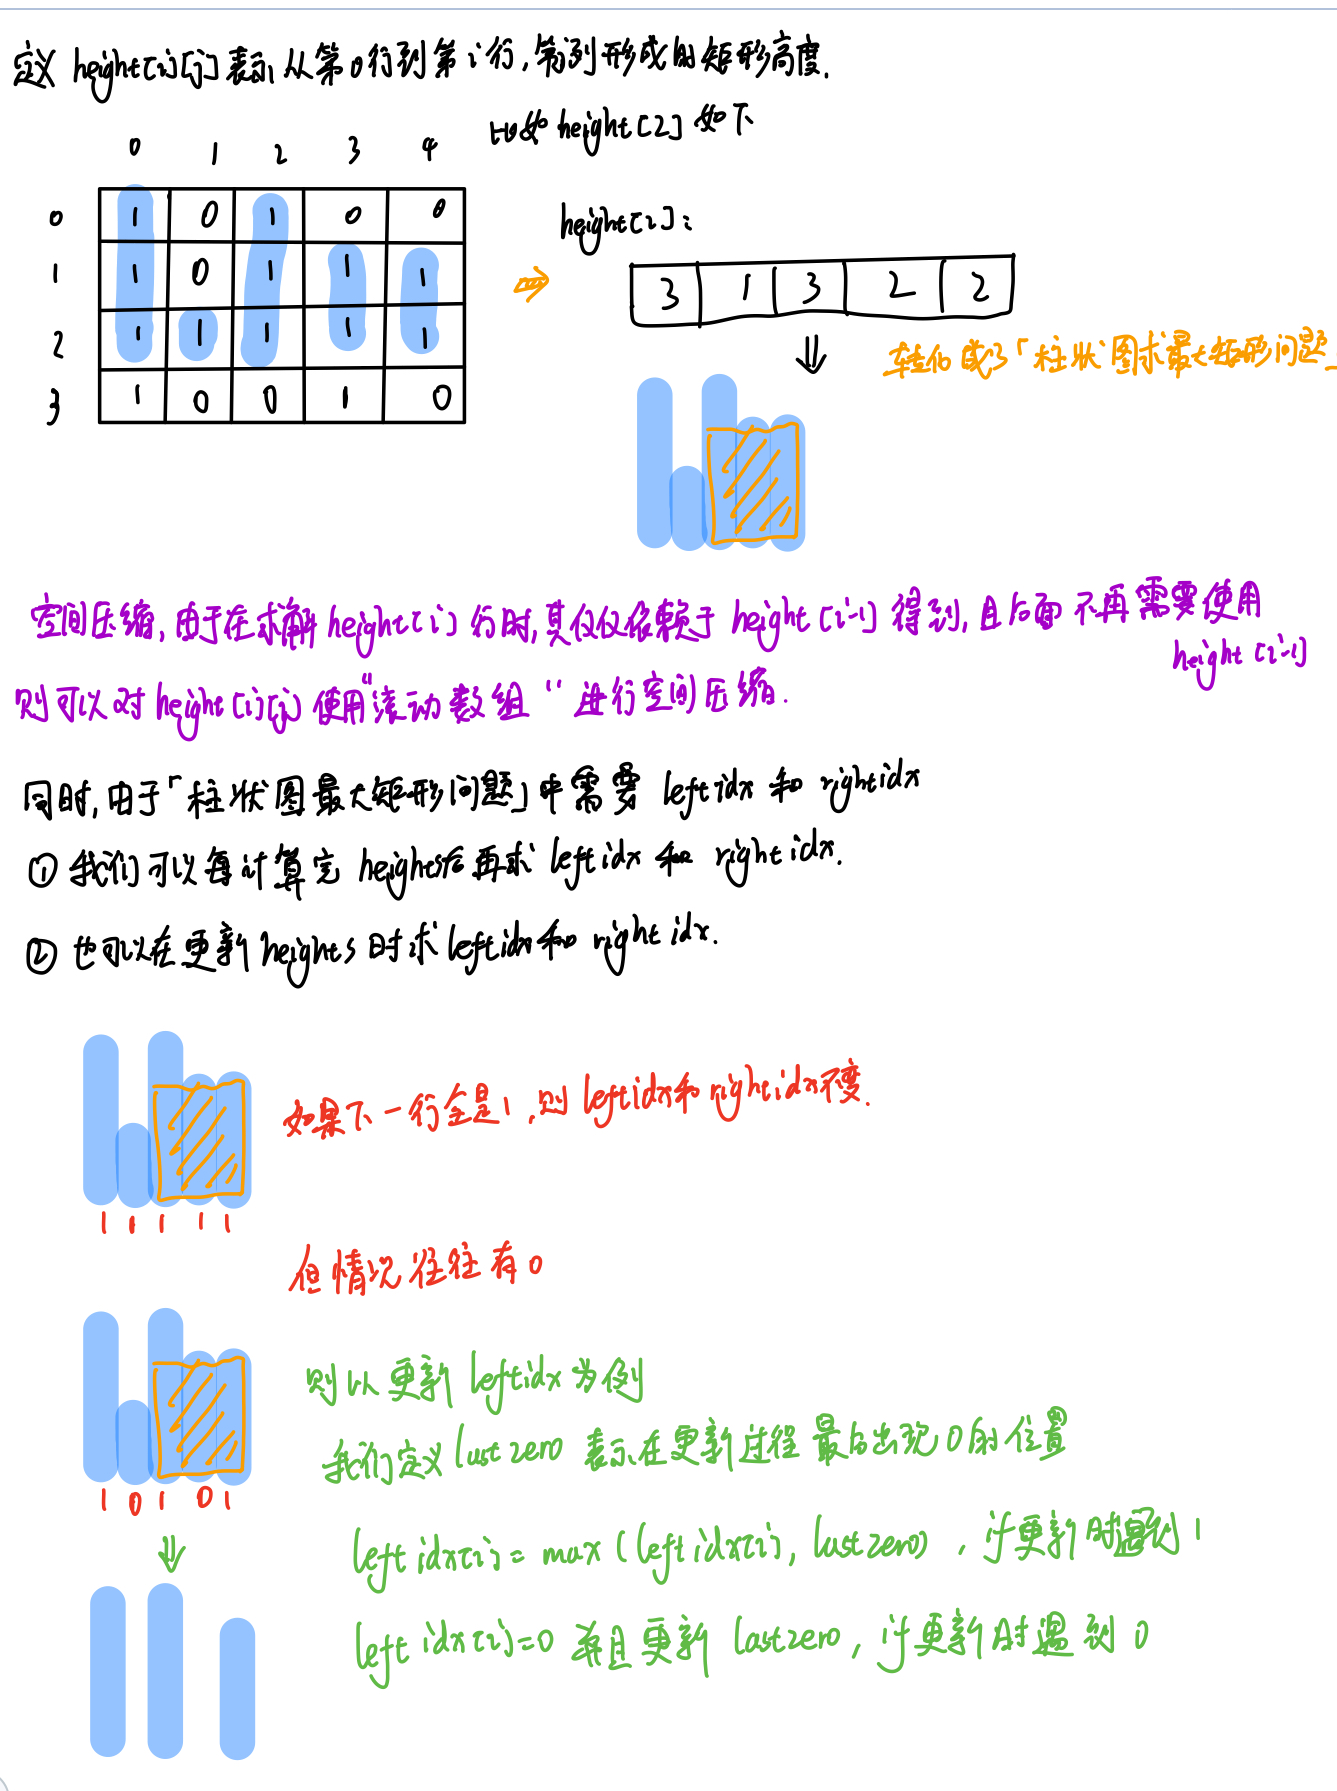 定义 height[i][j] 表示从第0行到第i行,第j列形成的矩形高度.
比如 height[2] 如下
0 1 2 3 4
0 1 0 1 0 0
1 1 0 1 1 1
2 1 1 1 1 1
3 1 0 0 1 0
height[2]:
3 1 3 2 2
转化成了「柱状图求最大矩形问题」
空间压缩,由于在求解 height[i] 行时,其仅仅依赖于 height[i-1] 得到,且后面不再需要使用
height[i-1]
则可以对 height[i][j] 使用"滚动数组" 进行空间压缩.
同时,由于「柱状图最大矩形问题」中需要 leftidx 和 rightidx
① 我们可以每计算完 heights后再求 leftidx 和 rightidx.
② 也可以在更新 heights 时求 leftidx 和 rightidx.
如果下一行全是1,则 leftidx和 rightidx不变.
1 1 1 1 1
但情况往往有0
则以更新 leftidx 为例
我们定义 lastzero 表示在更新过程最后出现0的位置
1 0 1 0 1
leftidx[i] = max(leftidx[i], lastzero), if更新时遇到1
leftidx[i]=0 并且更新 lastzero, if更新时遇到0